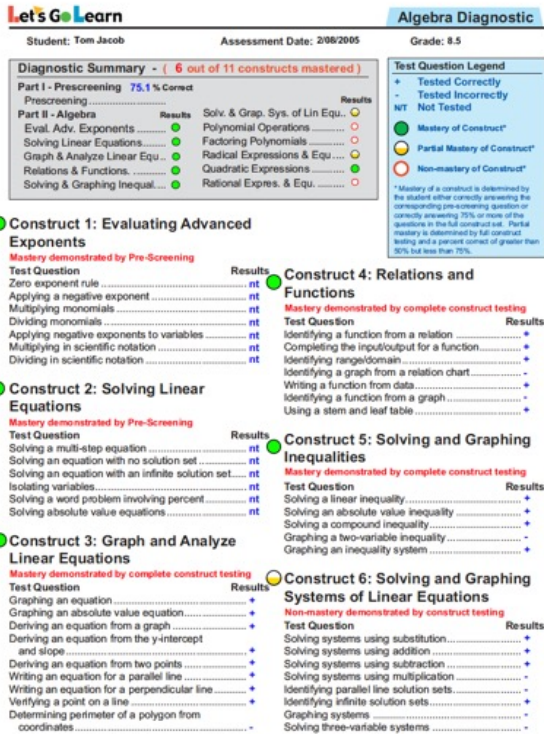 Let's Go Learn
Algebra Diagnostic
Student: Tom Jacob
Assessment Date: 2/08/2005
Grade: 8.5
Diagnostic Summary - ( 6 out of 11 constructs mastered )
Part I - Prescreening 75.1 % Correct
Prescreening
Results
Part II - Algebra Results
Eval. Adv. Exponents
Solving Linear Equations
Graph & Analyze Linear Equ..
Relations & Functions.
Solving & Graphing Inequal....
Solv. & Grap. Sys. of Lin Equ..
Polynomial Operations
Factoring Polynomials
Radical Expressions & Equ....
Quadratic Expressions
Rational Expres. & Equ.
Test Question Legend
+ Tested Correctly
- Tested Incorrectly
N/T Not Tested
Mastery of Construct*
Partial Mastery of Construct*
Non-mastery of Construct*
* Mastery of a construct is determined by
the student either correctly answering the
corresponding pre-screening question or
correctly answering 75% or more of the
questions in the full construct set. Partial
mastery is determined by full construct
testing and a percent correct of greater than
50% but less than 75%.
Construct 1: Evaluating Advanced
Exponents
Mastery demonstrated by Pre-Screening
Test Question Results
Zero exponent rule nt
Applying a negative exponent nt
Multiplying monomials nt
Dividing monomials nt
Applying negative exponents to variables nt
Multiplying in scientific notation nt
Dividing in scientific notation nt
Construct 2: Solving Linear
Equations
Mastery demonstrated by Pre-Screening
Test Question Results
Solving a multi-step equation nt
Solving an equation with no solution set nt
Solving an equation with an infinite solution set nt
Isolating variables nt
Solving a word problem involving percent nt
Solving absolute value equations nt
Construct 3: Graph and Analyze
Linear Equations
Mastery demonstrated by complete construct testing
Test Question Results
Graphing an equation +
Graphing an absolute value equation +
Deriving an equation from a graph +
Deriving an equation from the y-intercept
and slope +
Deriving an equation from two points +
Writing an equation for a parallel line +
Writing an equation for a perpendicular line +
Verifying a point on a line +
Determining perimeter of a polygon from
coordinates -
Construct 4: Relations and
Functions
Mastery demonstrated by complete construct testing
Test Question Results
Identifying a function from a relation +
Completing the input/output for a function +
Identifying range/domain +
Identifying a graph from a relation chart -
Writing a function from data +
Identifying a function from a graph -
Using a stem and leaf table +
Construct 5: Solving and Graphing
Inequalities
Mastery demonstrated by complete construct testing
Test Question Results
Solving a linear inequality +
Solving an absolute value inequality +
Solving a compound inequality +
Graphing a two-variable inequality -
Graphing an inequality system +
Construct 6: Solving and Graphing
Systems of Linear Equations
Non-mastery demonstrated by construct testing
Test Question Results
Solving systems using substitution +
Solving systems using addition +
Solving systems using subtraction +
Solving systems using multiplication -
Identifying parallel line solution sets -
Identifying infinite solution sets +
Graphing systems -
Solving three-variable systems -